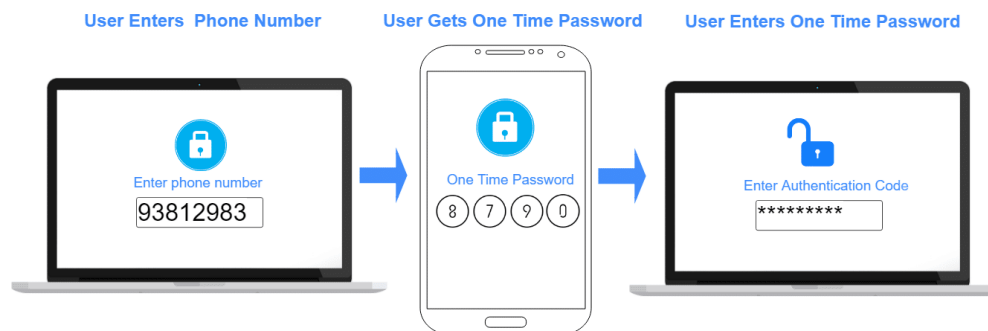 User Enters  Phone Number
User Gets One Time Password
User Enters One Time Password
Enter phone number
93812983
One Time Password
8 7 9 0
Enter Authentication Code
*********